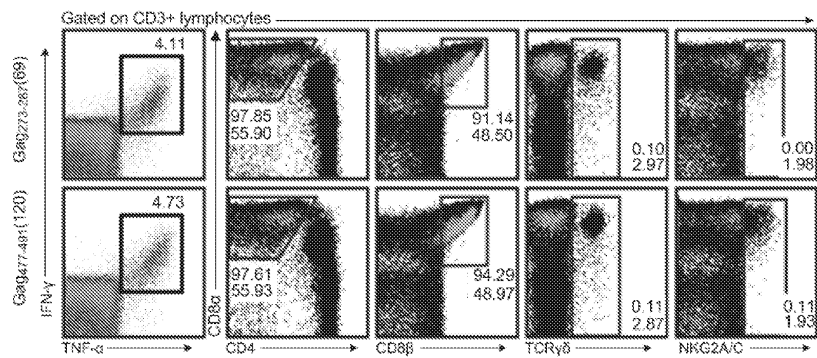 Gated on CD3+ lymphocytes
Gag273-287(69)
4.11
97.85
55.90
91.14
48.50
0.10
2.97
0.00
1.98
Gag477-491(120)
4.73
97.61
55.93
94.29
48.97
0.11
2.87
0.11
1.93
IFN-γ
CD8α
TNF-α
CD4
CD8β
TCRγδ
NKG2A/C